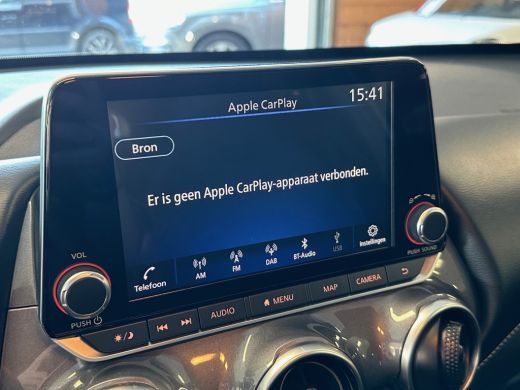 Apple CarPlay
15:41
Bron
Er is geen Apple CarPlay-apparaat verbonden.
Telefoon
AM
FM
DAB
BT-Audio
USB
Instellingen
VOL
PUSH
PUSH SOUND
AUDIO
MENU
MAP
CAMERA